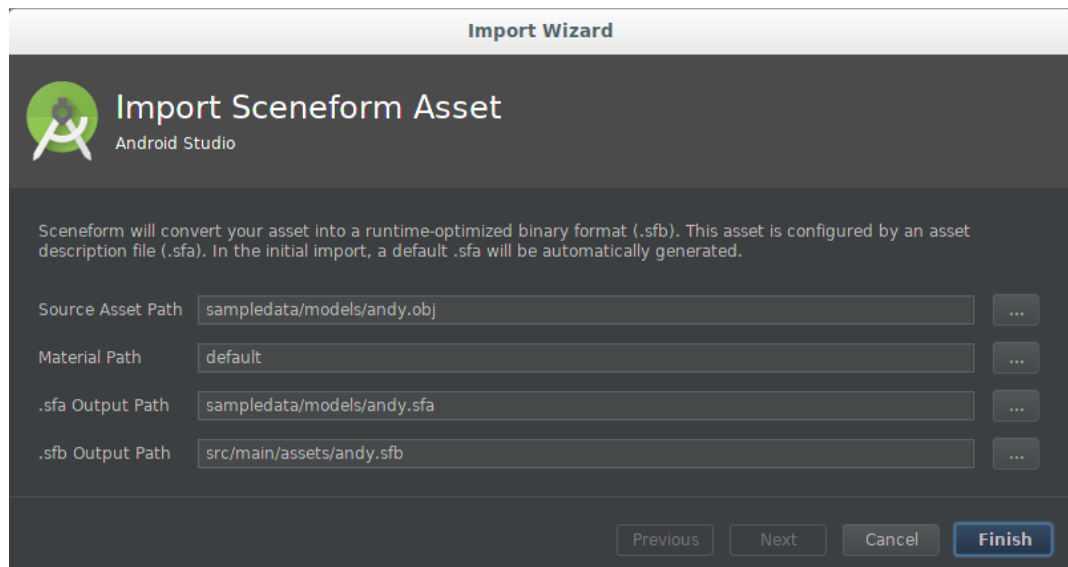 Import Wizard
Import Sceneform Asset
Android Studio
Sceneform will convert your asset into a runtime-optimized binary format (.sfb). This asset is configured by an asset
description file (.sfa). In the initial import, a default .sfa will be automatically generated.
Source Asset Path sampledata/models/andy.obj ...
Material Path default ...
.sfa Output Path sampledata/models/andy.sfa ...
.sfb Output Path src/main/assets/andy.sfb ...
Previous Next Cancel Finish